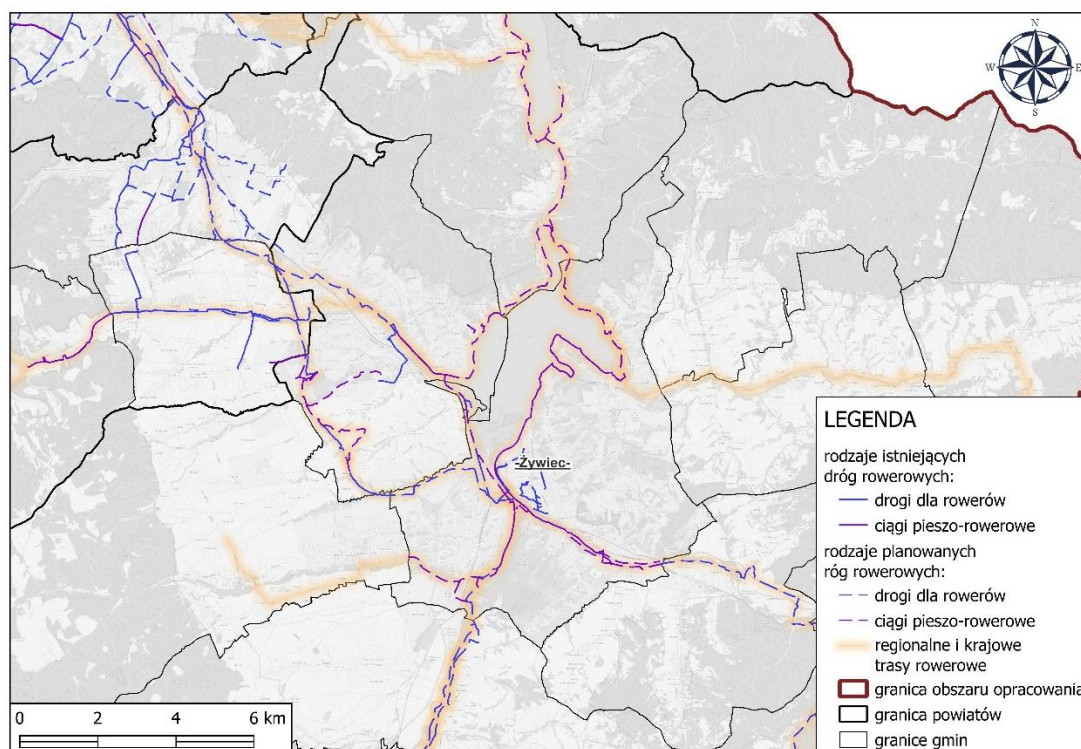 N
W
E
S
-Żywiec-
LEGENDA
rodzaje istniejących
dróg rowerowych:
drogi dla rowerów
ciągi pieszo-rowerowe
rodzaje planowanych
róg rowerowych:
drogi dla rowerów
ciągi pieszo-rowerowe
regionalne i krajowe
trasy rowerowe
granica obszaru opracowania
granica powiatów
granice gmin
0 2 4 6 km